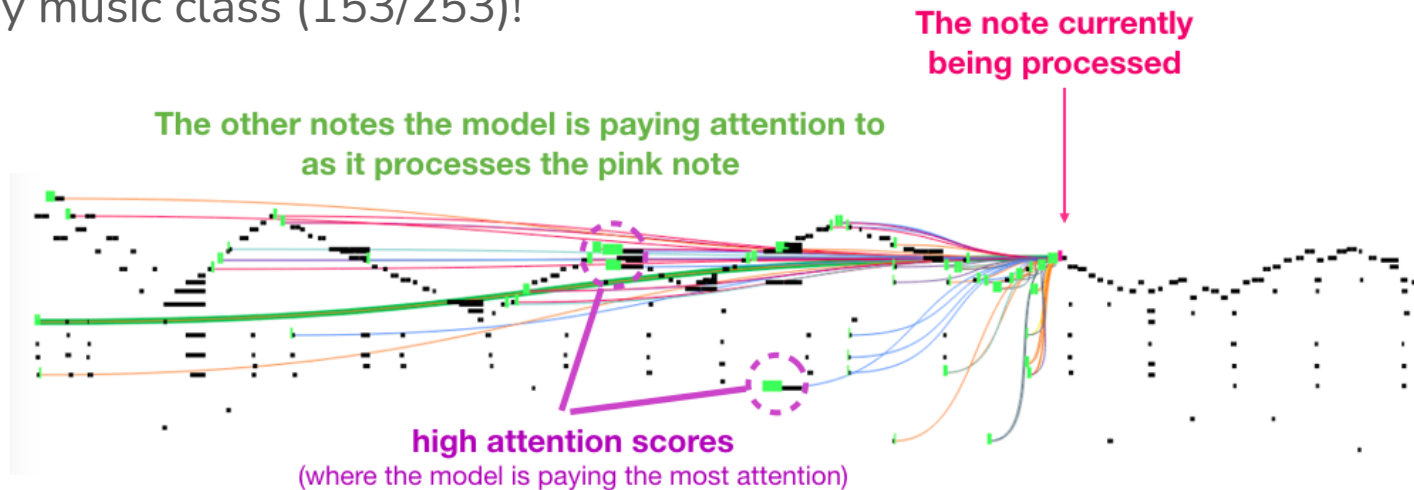 y music class (153/253)!
The note currently
being processed
The other notes the model is paying attention to
as it processes the pink note
high attention scores
(where the model is paying the most attention)